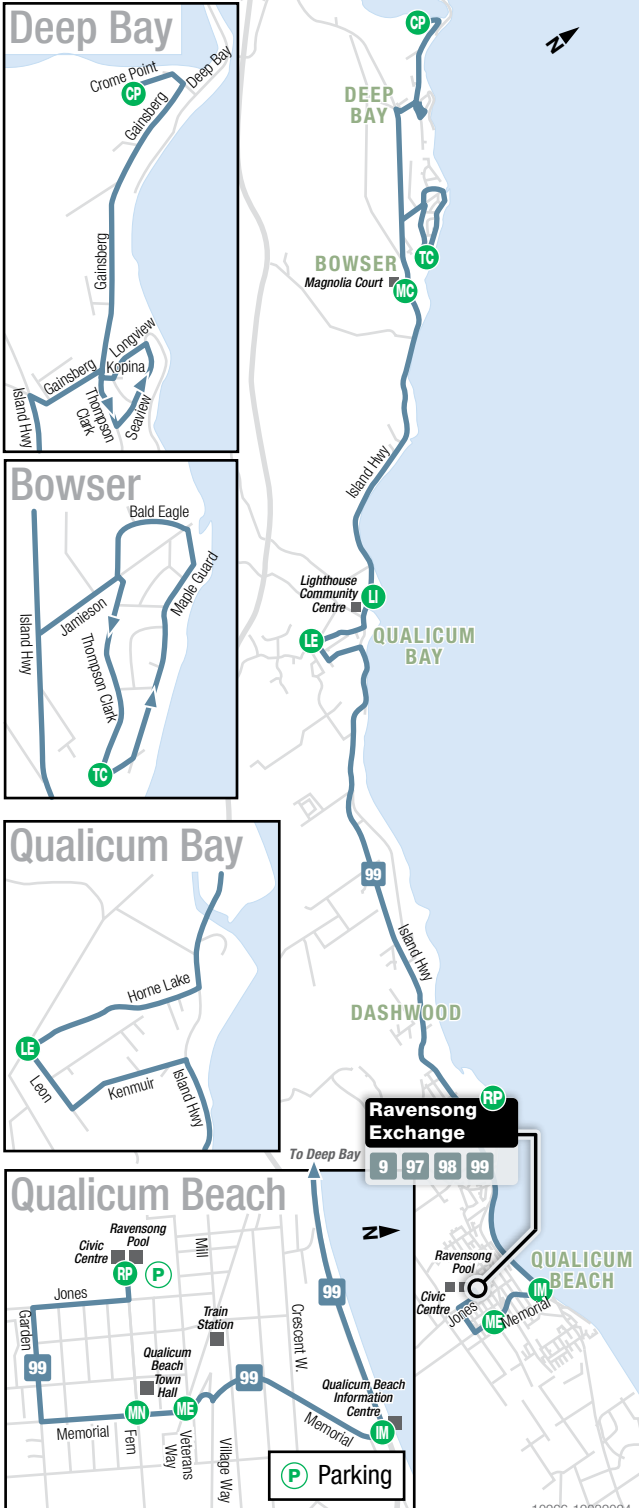 Deep Bay
Crome Point
CP
Deep Bay
Gainsberg
Gainsberg
Longview
Kopina
Gainsberg
Thompson
Clark
Seaview
Island Hwy
Bowser
Bald Eagle
Maple Guard
Jamieson
Island Hwy
Thompson Clark
TC
Qualicum Bay
Horne Lake
LE
Leon
Kenmuir
Island Hwy
Qualicum Beach
To Deep Bay
N
Ravensong
Pool
Civic
Centre
RP
P
Mill
Jones
Garden
99
Train
Station
Crescent W.
99
Qualicum
Beach
Town
Hall
99
Qualicum Beach
Information
Centre
MN
ME
IM
Memorial
Fern
Veterans
Way
Village Way
Memorial
P Parking
N
CP
DEEP
BAY
TC
BOWSER
Magnolia Court
MC
Island Hwy
Lighthouse
Community
Centre
LI
LE
QUALICUM
BAY
99
Island Hwy
DASHWOOD
RP
Ravensong
Exchange
9 97 98 99
Ravensong
Pool
Civic
Centre
QUALICUM
BEACH
IM
Jones
ME
Memorial